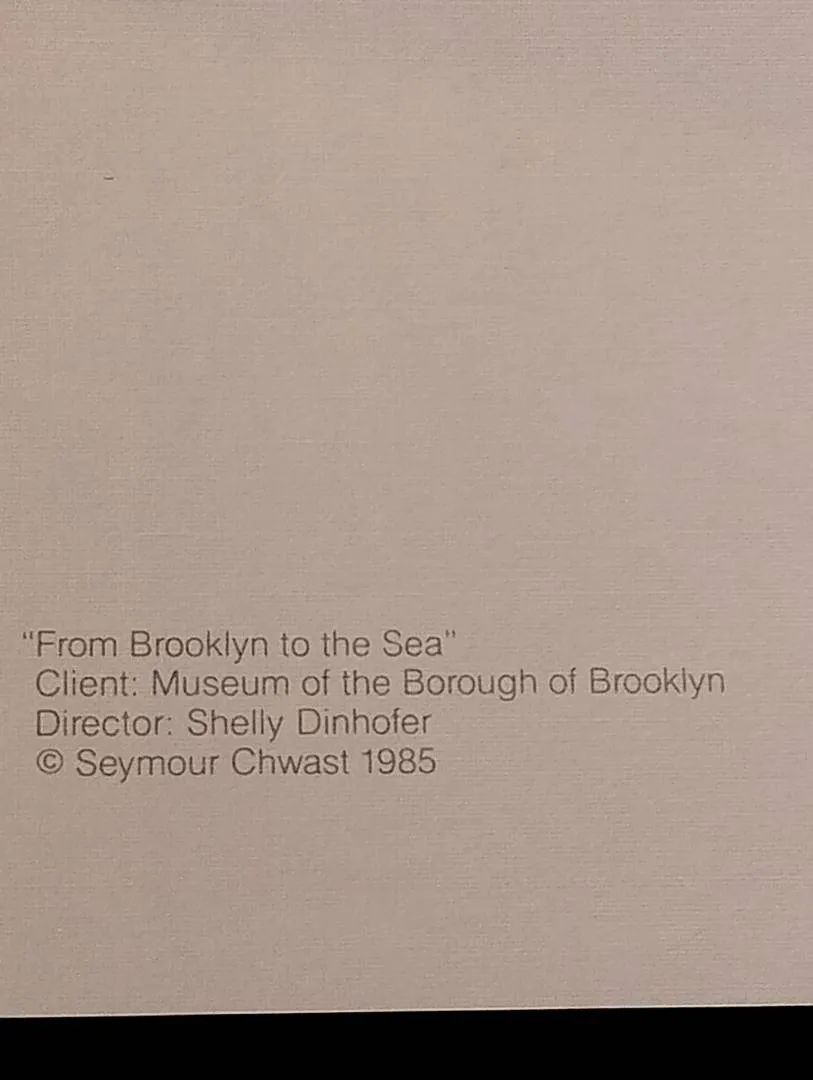 "From Brooklyn to the Sea"
Client: Museum of the Borough of Brooklyn
Director: Shelly Dinhofer
© Seymour Chwast 1985